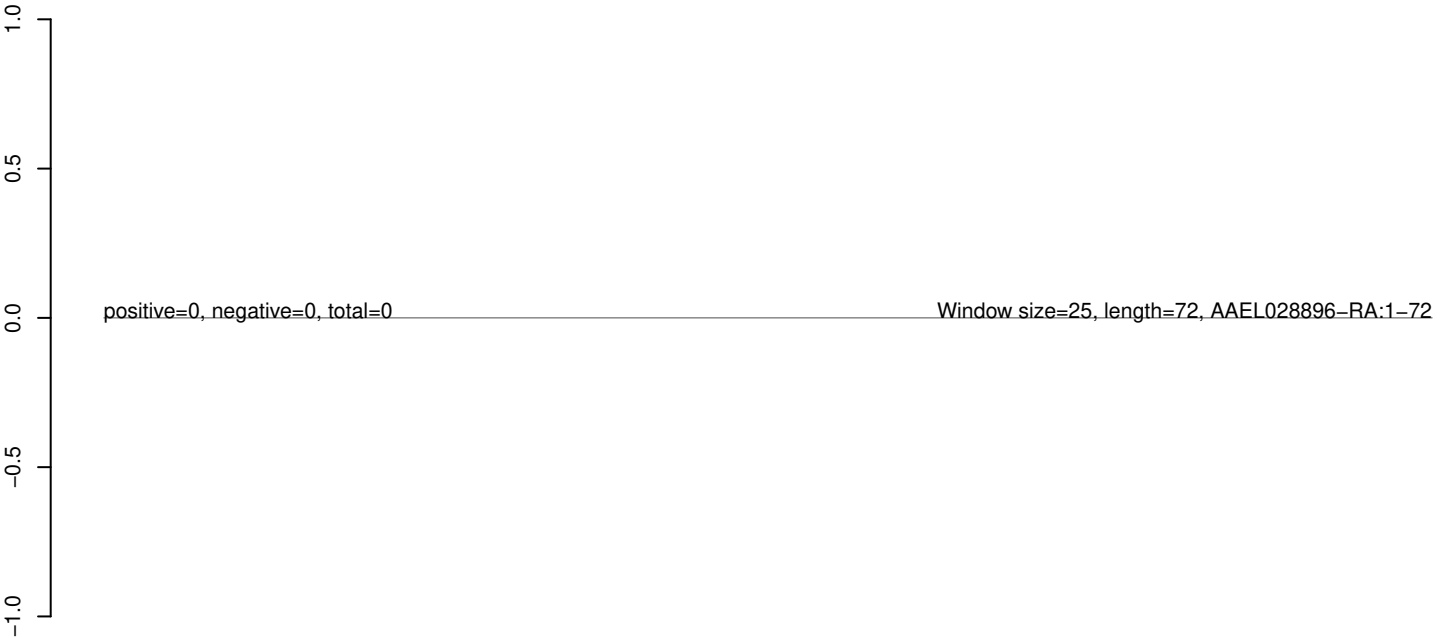 1.0
0.5
0.0
−0.5
−1.0
positive=0, negative=0, total=0
Window size=25, length=72, AAEL028896−RA:1−72